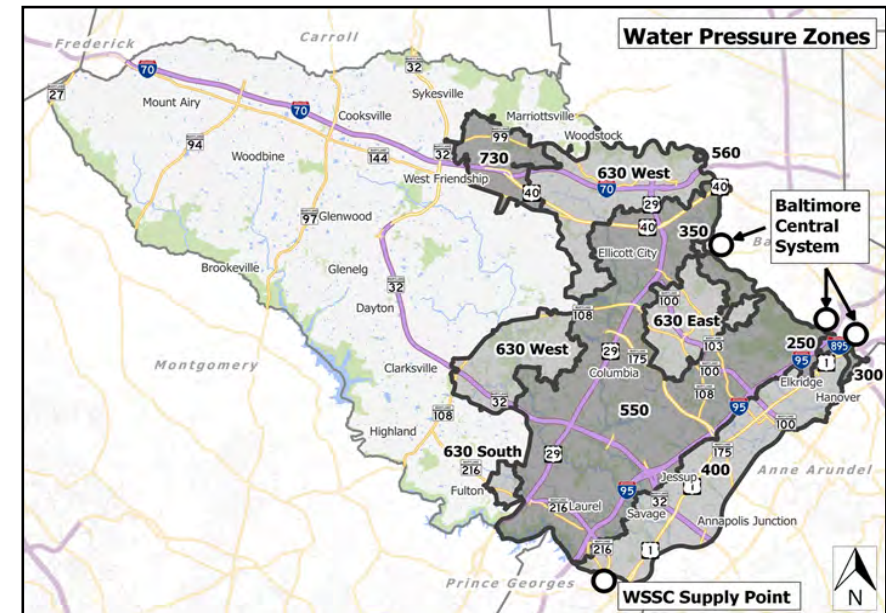 Water Pressure Zones
Frederick
Carroll
70
32
27
Mount Airy
70
Sykesville
Cooksville
Marriottsville
94
99
Woodstock
Woodbine
144
32
730
560
West Friendship
630 West
40
70
40
97
Glenwood
29
Baltimore
Central
System
40
350
Ellicott City
Brookeville
Glenelg
32
100
Dayton
108
630 East
630 West
103
250
895
Montgomery
29
175
95
1
300
Clarksville
Columbia
100
Elkridge
108
Hanover
32
550
95
100
108
Highland
175
630 South
29
400
Anne Arundel
216
Jessup
1
Fulton
95
32
216
Laurel
Savage
Annapolis Junction
216
1
Prince Georges
WSSC Supply Point
N